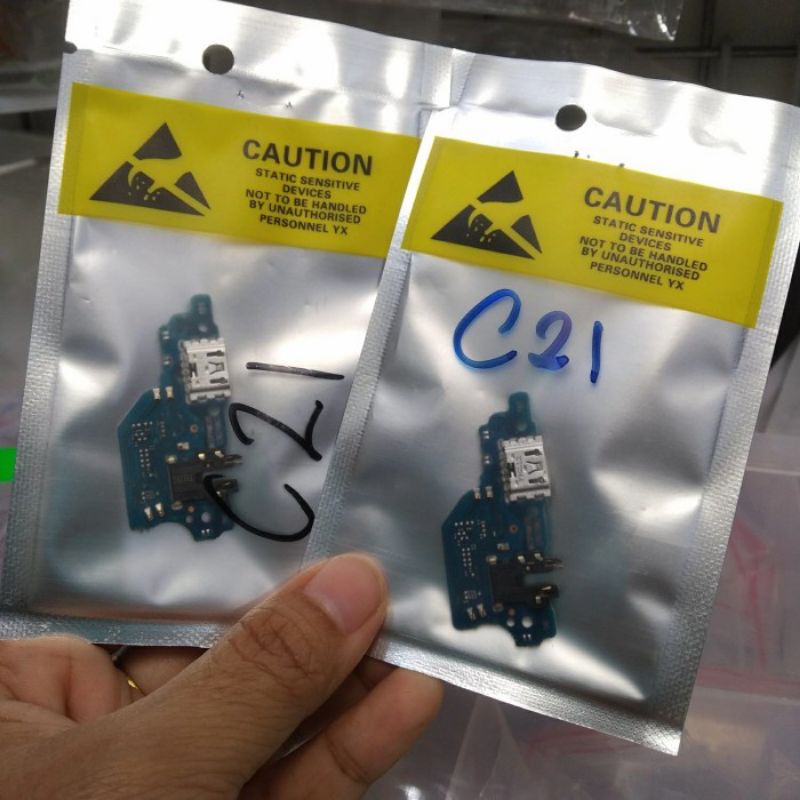 CAUTION
STATIC SENSITIVE
DEVICES
NOT TO BE HANDLED
BY UNAUTHORISED
PERSONNEL YX
C21
CAUTION
STATIC SENSITIVE
DEVICES
NOT TO BE HANDLED
BY UNAUTHORISED
PERSONNEL YX
C21